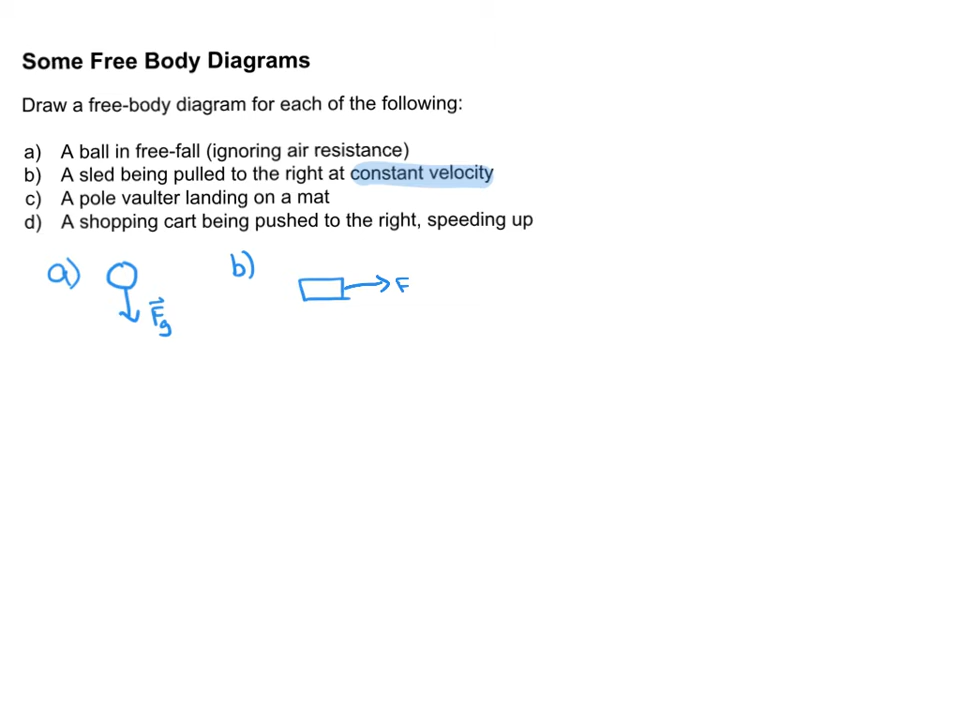 Some Free Body Diagrams
Draw a free-body diagram for each of the following:
a) A ball in free-fall (ignoring air resistance)
b) A sled being pulled to the right at constant velocity
c) A pole vaulter landing on a mat
d) A shopping cart being pushed to the right, speeding up
a) b)
F⃗g
F